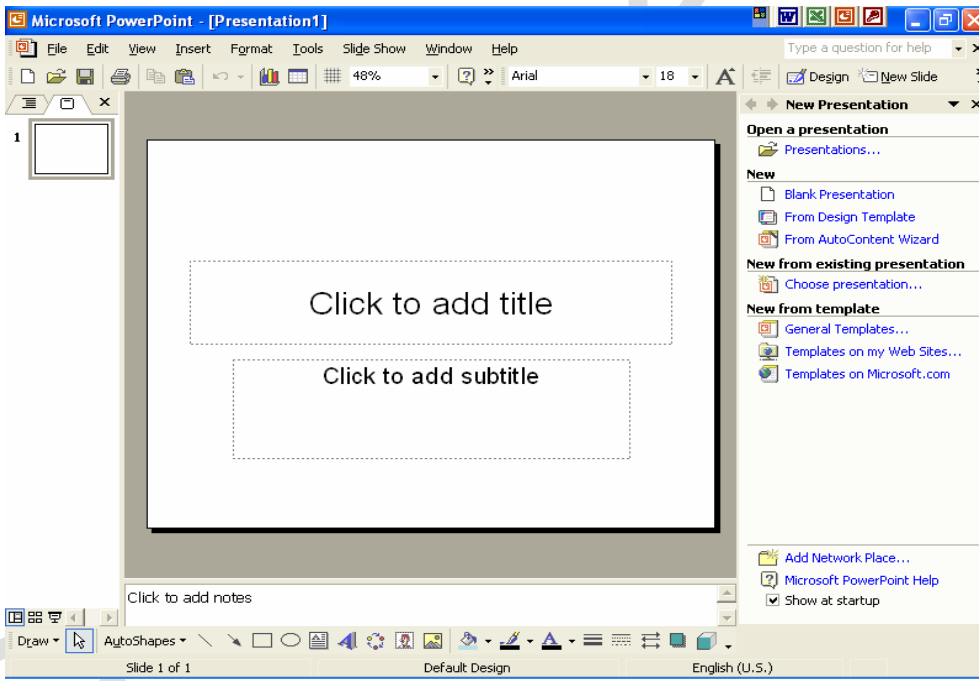 Microsoft PowerPoint - [Presentation1]
File Edit View Insert Format Tools Slide Show Window Help
Type a question for help
48% Arial 18 Design New Slide
New Presentation
1
Open a presentation
Presentations...
New
Blank Presentation
From Design Template
From AutoContent Wizard
New from existing presentation
Choose presentation...
New from template
General Templates...
Templates on my Web Sites...
Templates on Microsoft.com
Click to add title
Click to add subtitle
Add Network Place...
Microsoft PowerPoint Help
Show at startup
Click to add notes
Draw AutoShapes
Slide 1 of 1 Default Design English (U.S.)